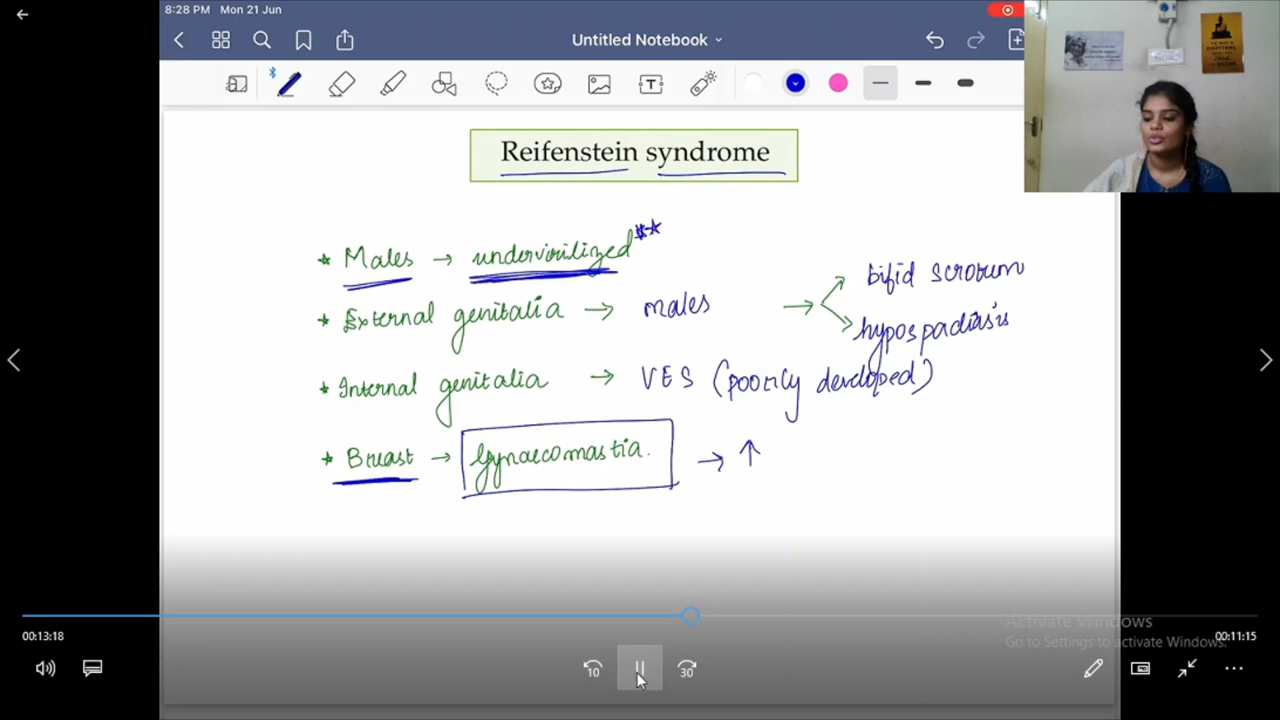 8:28 PM Mon 21 Jun
Untitled Notebook
Reifenstein syndrome
* Males → undervirilized**
bifid scrotum
* External genitalia → males →
hypospadiasis
* Internal genitalia → VES (poorly developed)
* Breast → Gynaecomastia. → ↑
00:13:18
00:11:15
Activate Windows
Go to Settings to activate Windows.
10
30